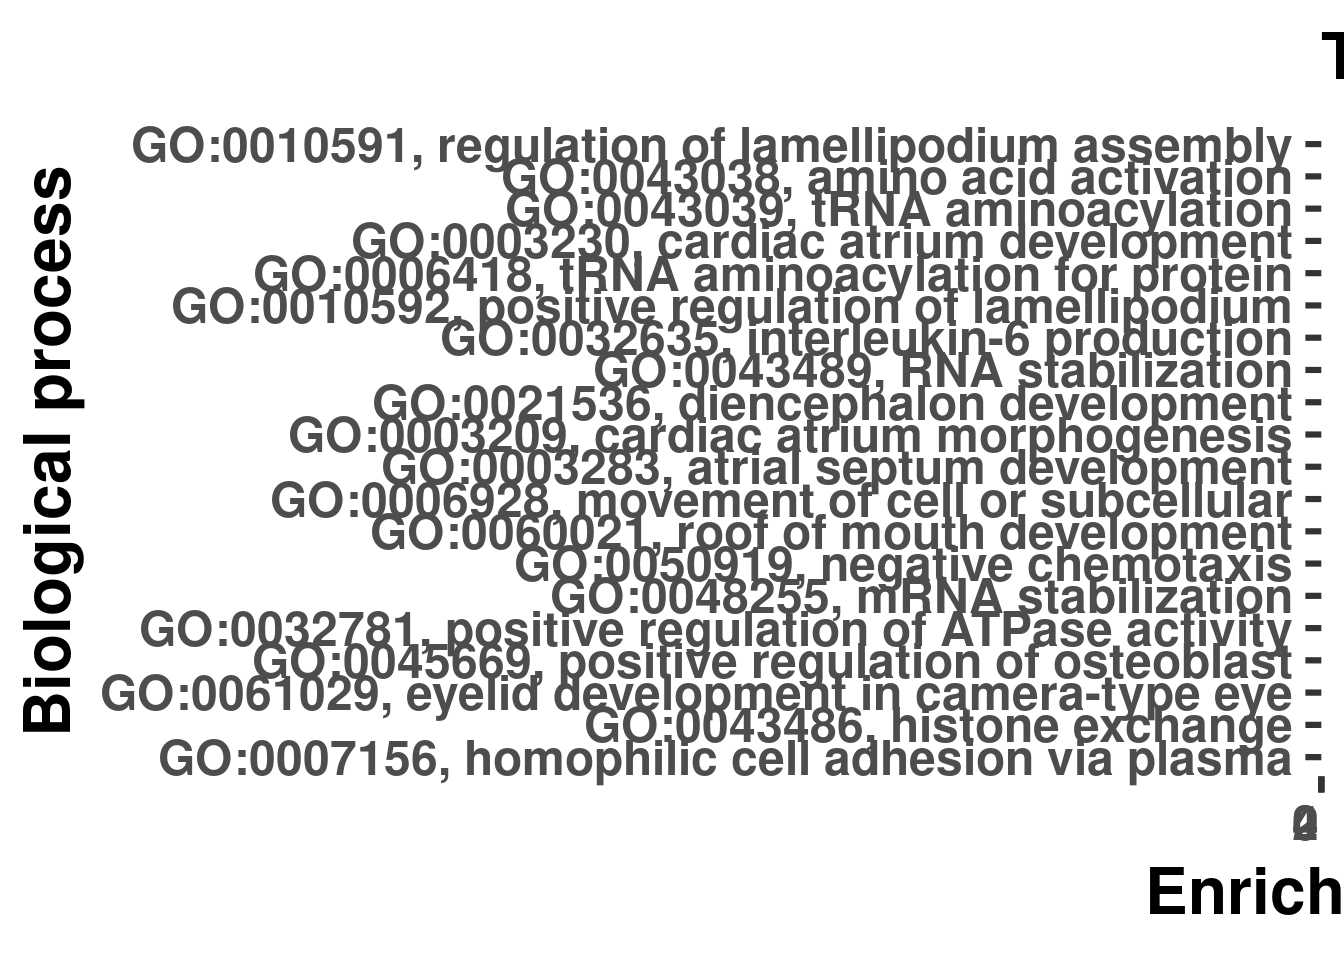 T
Biological process
GO:0010591, regulation of lamellipodium assembly
GO:0043038, amino acid activation
GO:0043039, tRNA aminoacylation
GO:0003230, cardiac atrium development
GO:0006418, tRNA aminoacylation for protein
GO:0010592, positive regulation of lamellipodium
GO:0032635, interleukin-6 production
GO:0043489, RNA stabilization
GO:0021536, diencephalon development
GO:0003209, cardiac atrium morphogenesis
GO:0003283, atrial septum development
GO:0006928, movement of cell or subcellular
GO:0060021, roof of mouth development
GO:0050919, negative chemotaxis
GO:0048255, mRNA stabilization
GO:0032781, positive regulation of ATPase activity
GO:0045669, positive regulation of osteoblast
GO:0061029, eyelid development in camera-type eye
GO:0043486, histone exchange
GO:0007156, homophilic cell adhesion via plasma
Enrich